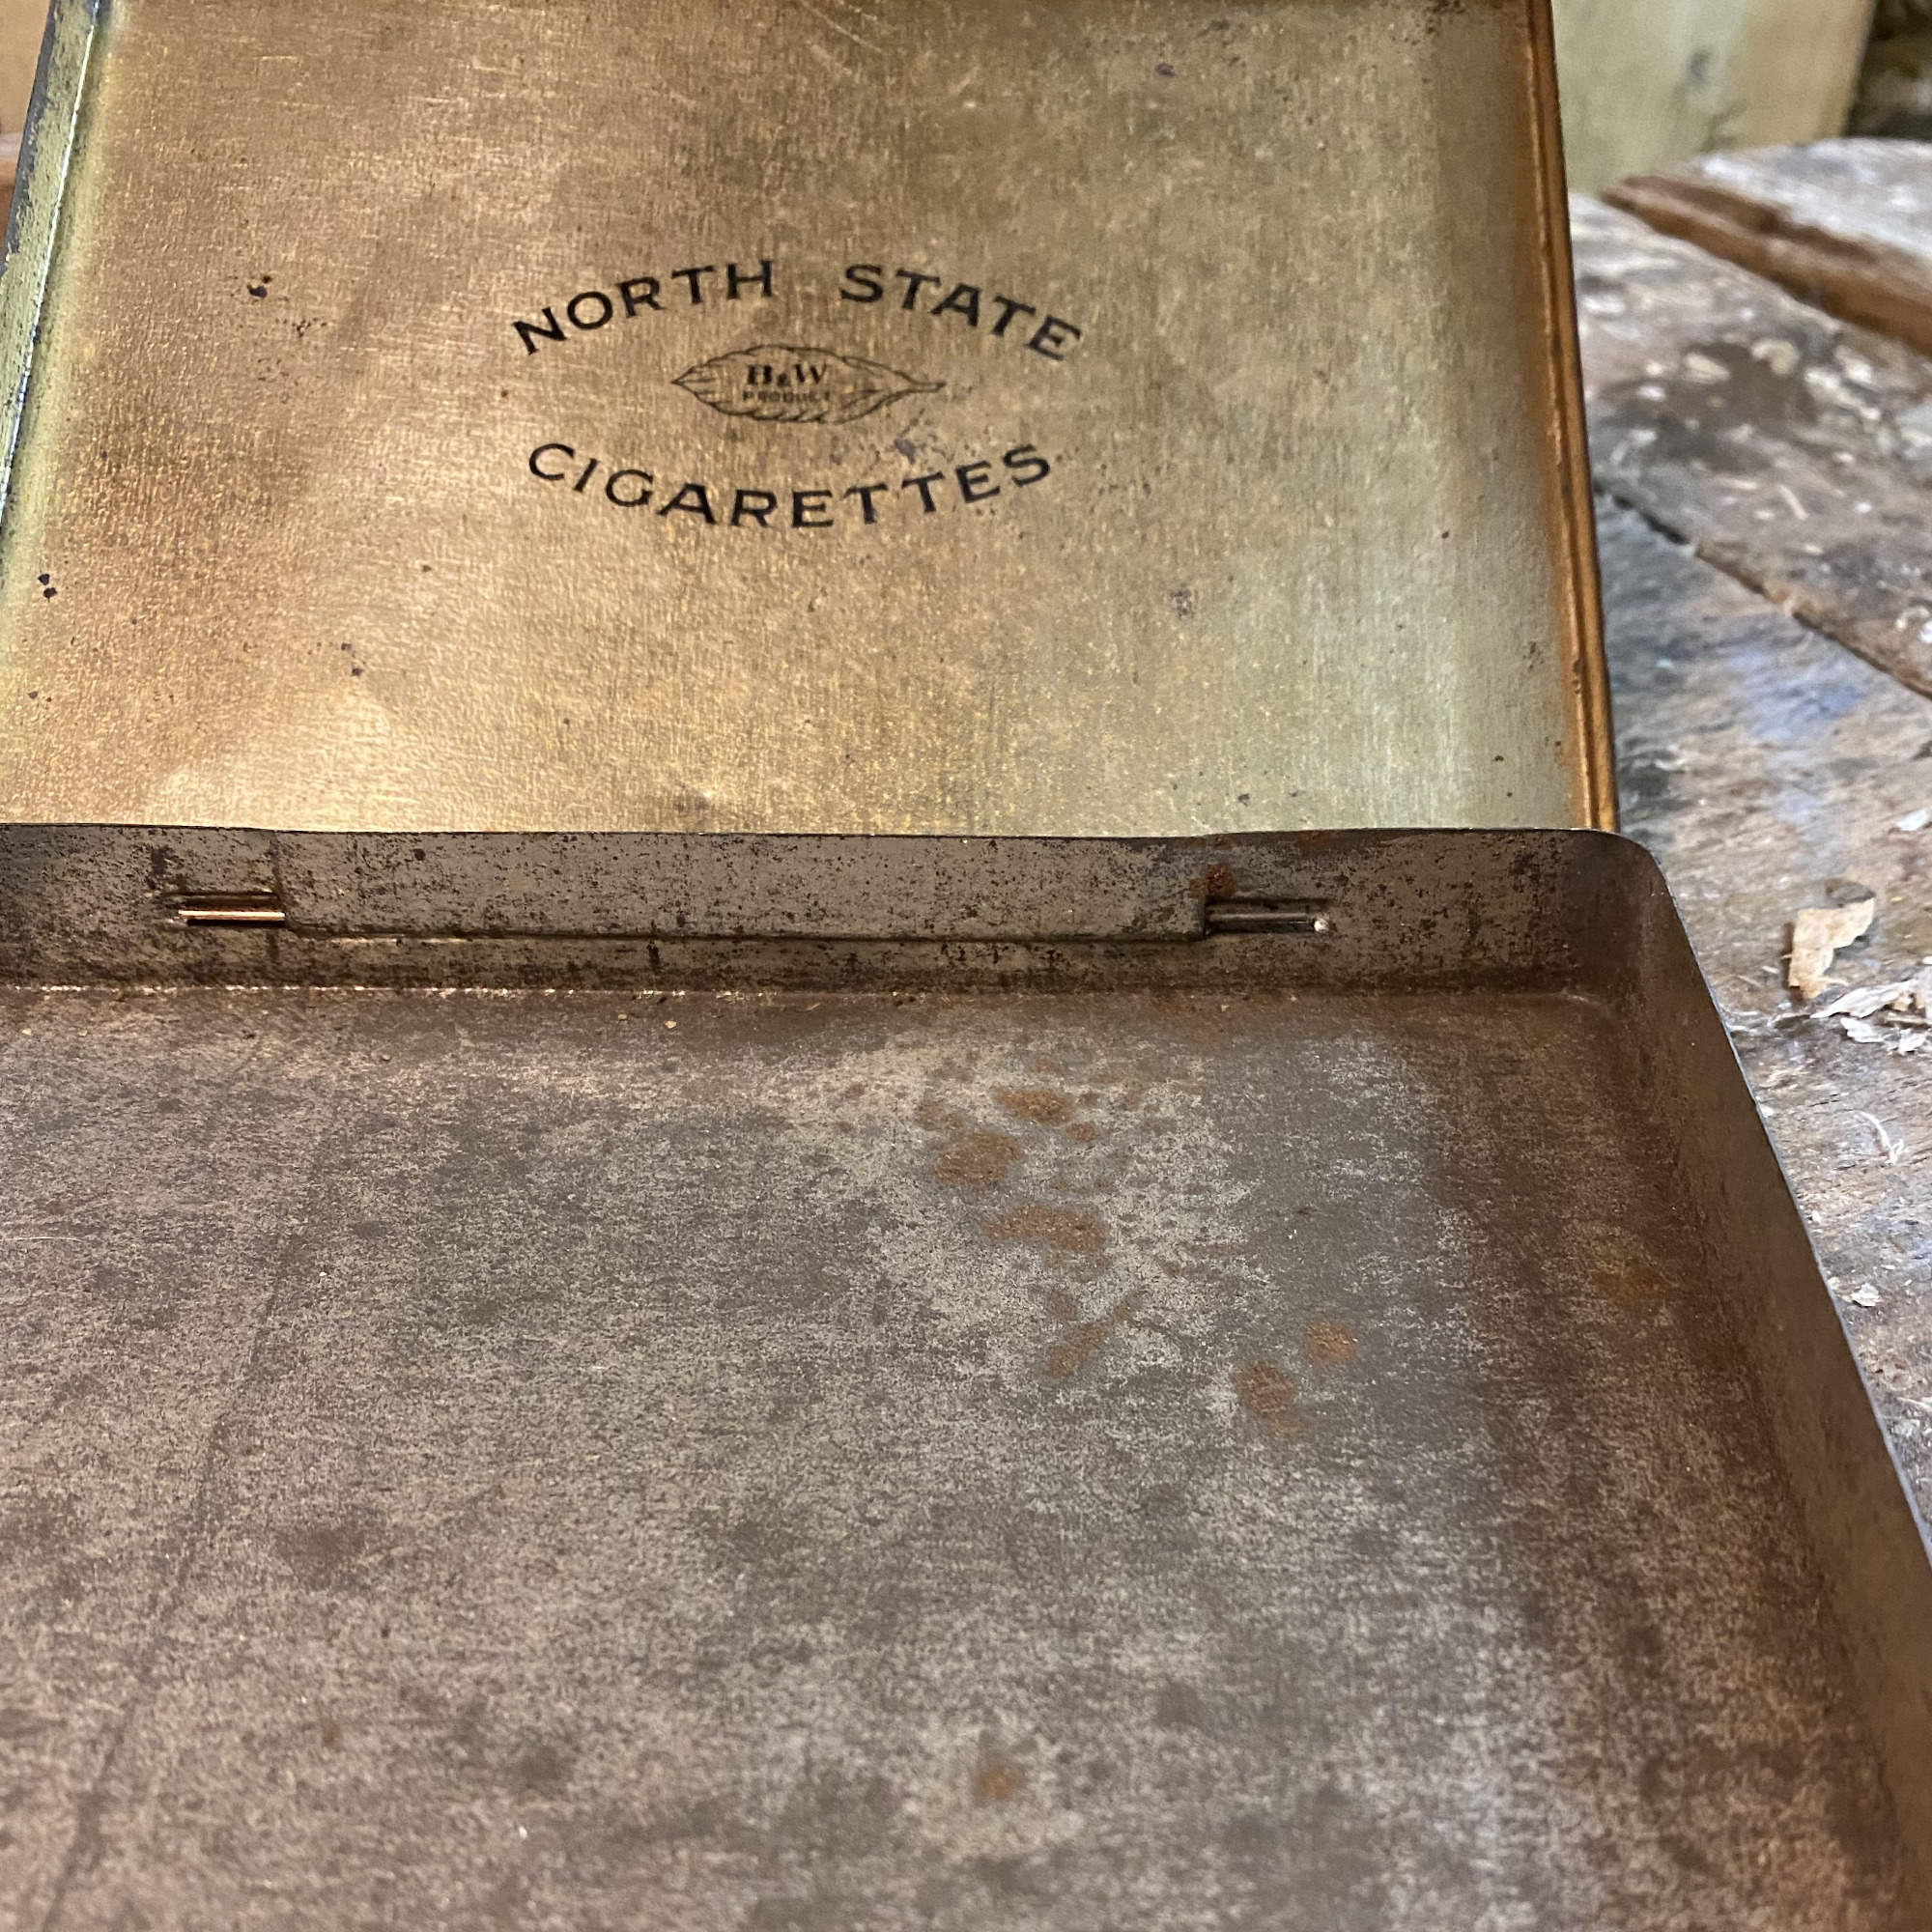 NORTH STATE
B&W
PRODUCT
CIGARETTES